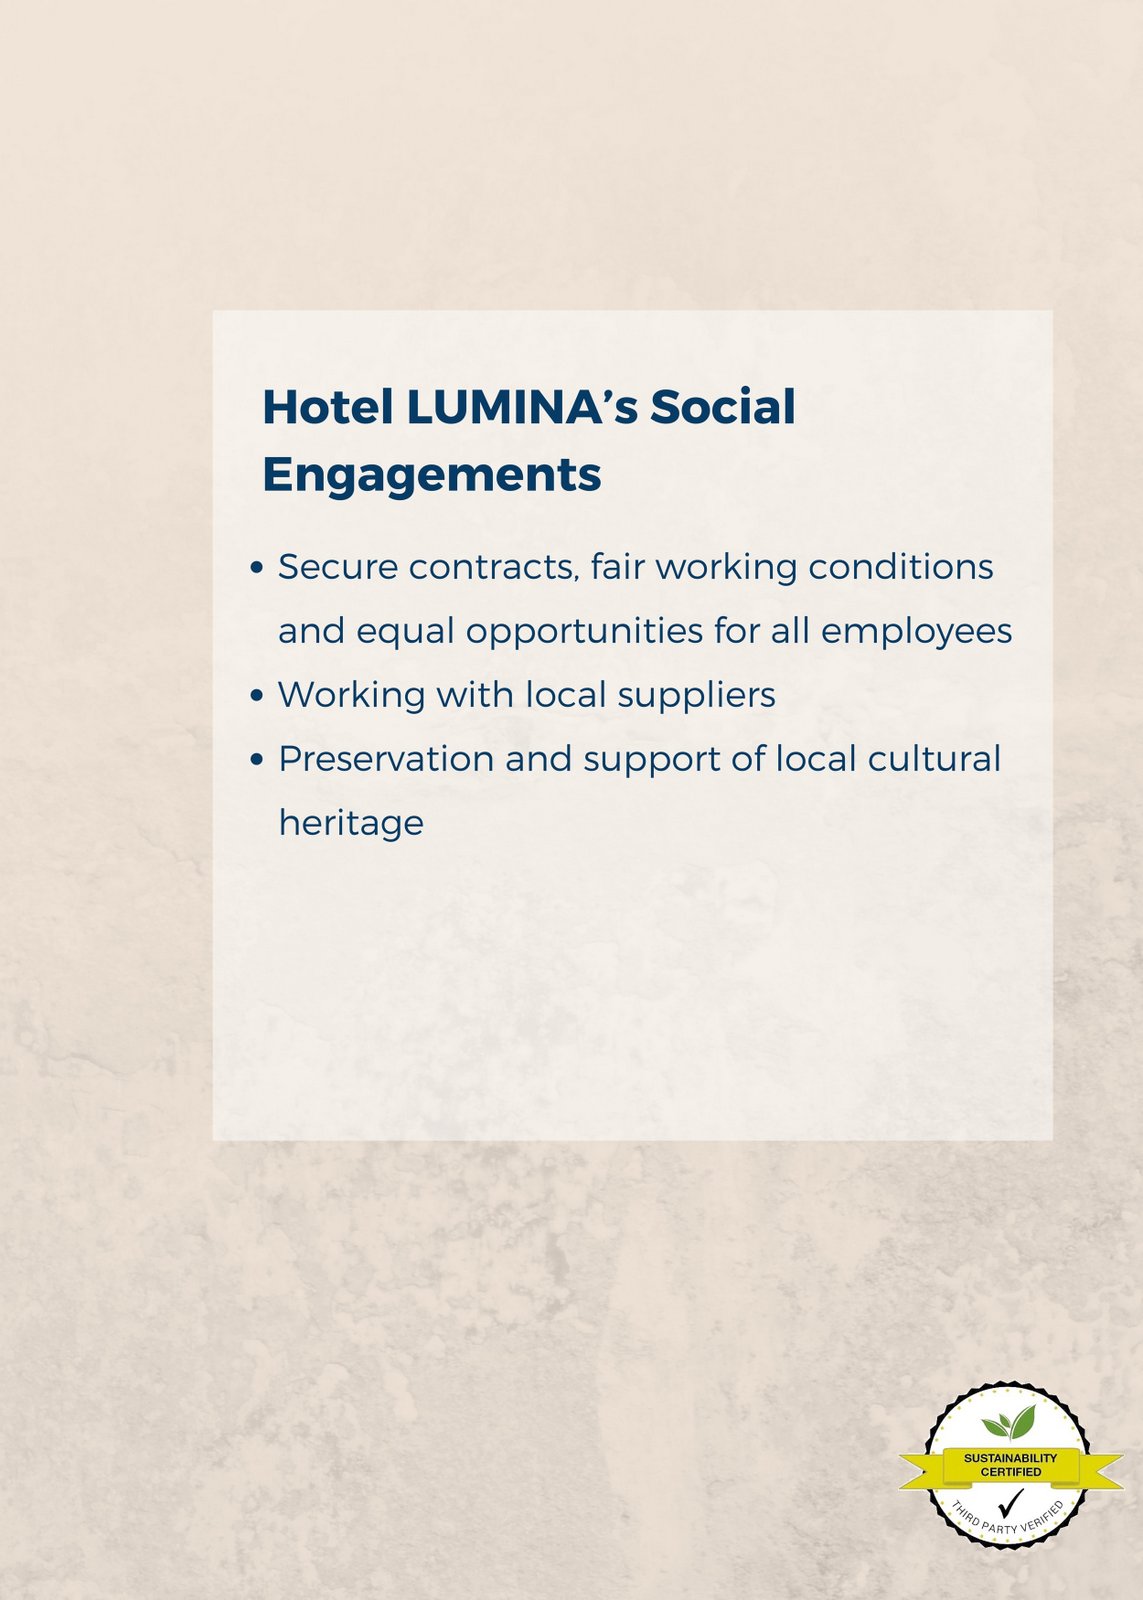 Hotel LUMINA’s Social
Engagements
• Secure contracts, fair working conditions
and equal opportunities for all employees
• Working with local suppliers
• Preservation and support of local cultural
heritage
SUSTAINABILITY
CERTIFIED
THIRD PARTY VERIFIED